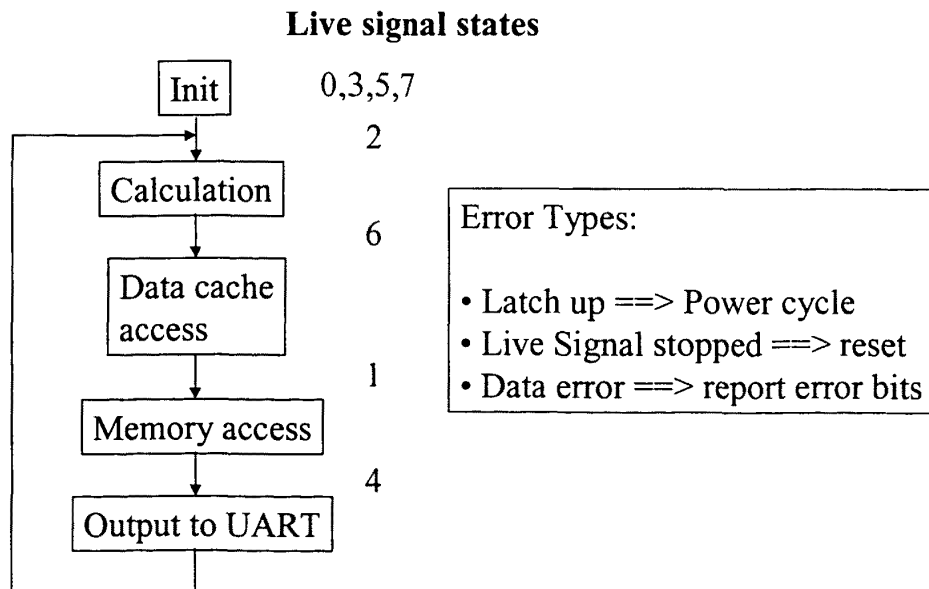 Live signal states
Init
0,3,5,7
2
Calculation
6
Data cache
access
1
Memory access
4
Output to UART
Error Types:
• Latch up ==> Power cycle
• Live Signal stopped ==> reset
• Data error ==> report error bits